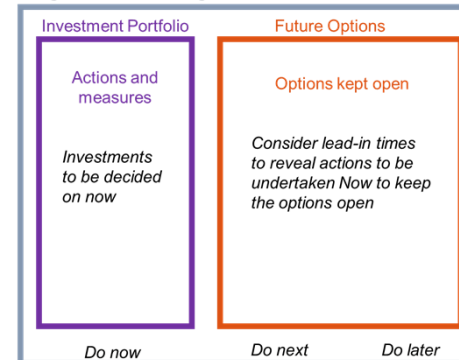 Investment Portfolio
Future Options
Actions and
measures
Options kept open
Investments
to be decided
on now
Consider lead-in times
to reveal actions to be
undertaken Now to keep
the options open
Do now
Do next
Do later